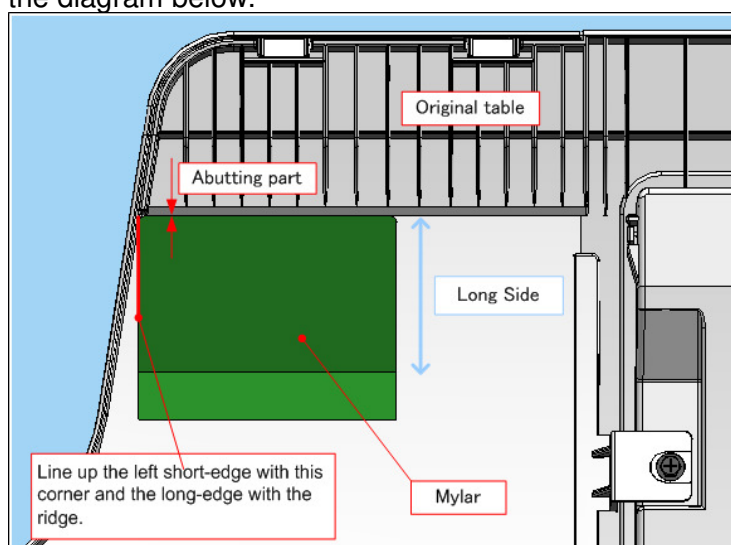 the diagram below.
Original table
Abutting part
Long Side
Line up the left short-edge with this
corner and the long-edge with the
ridge.
Mylar